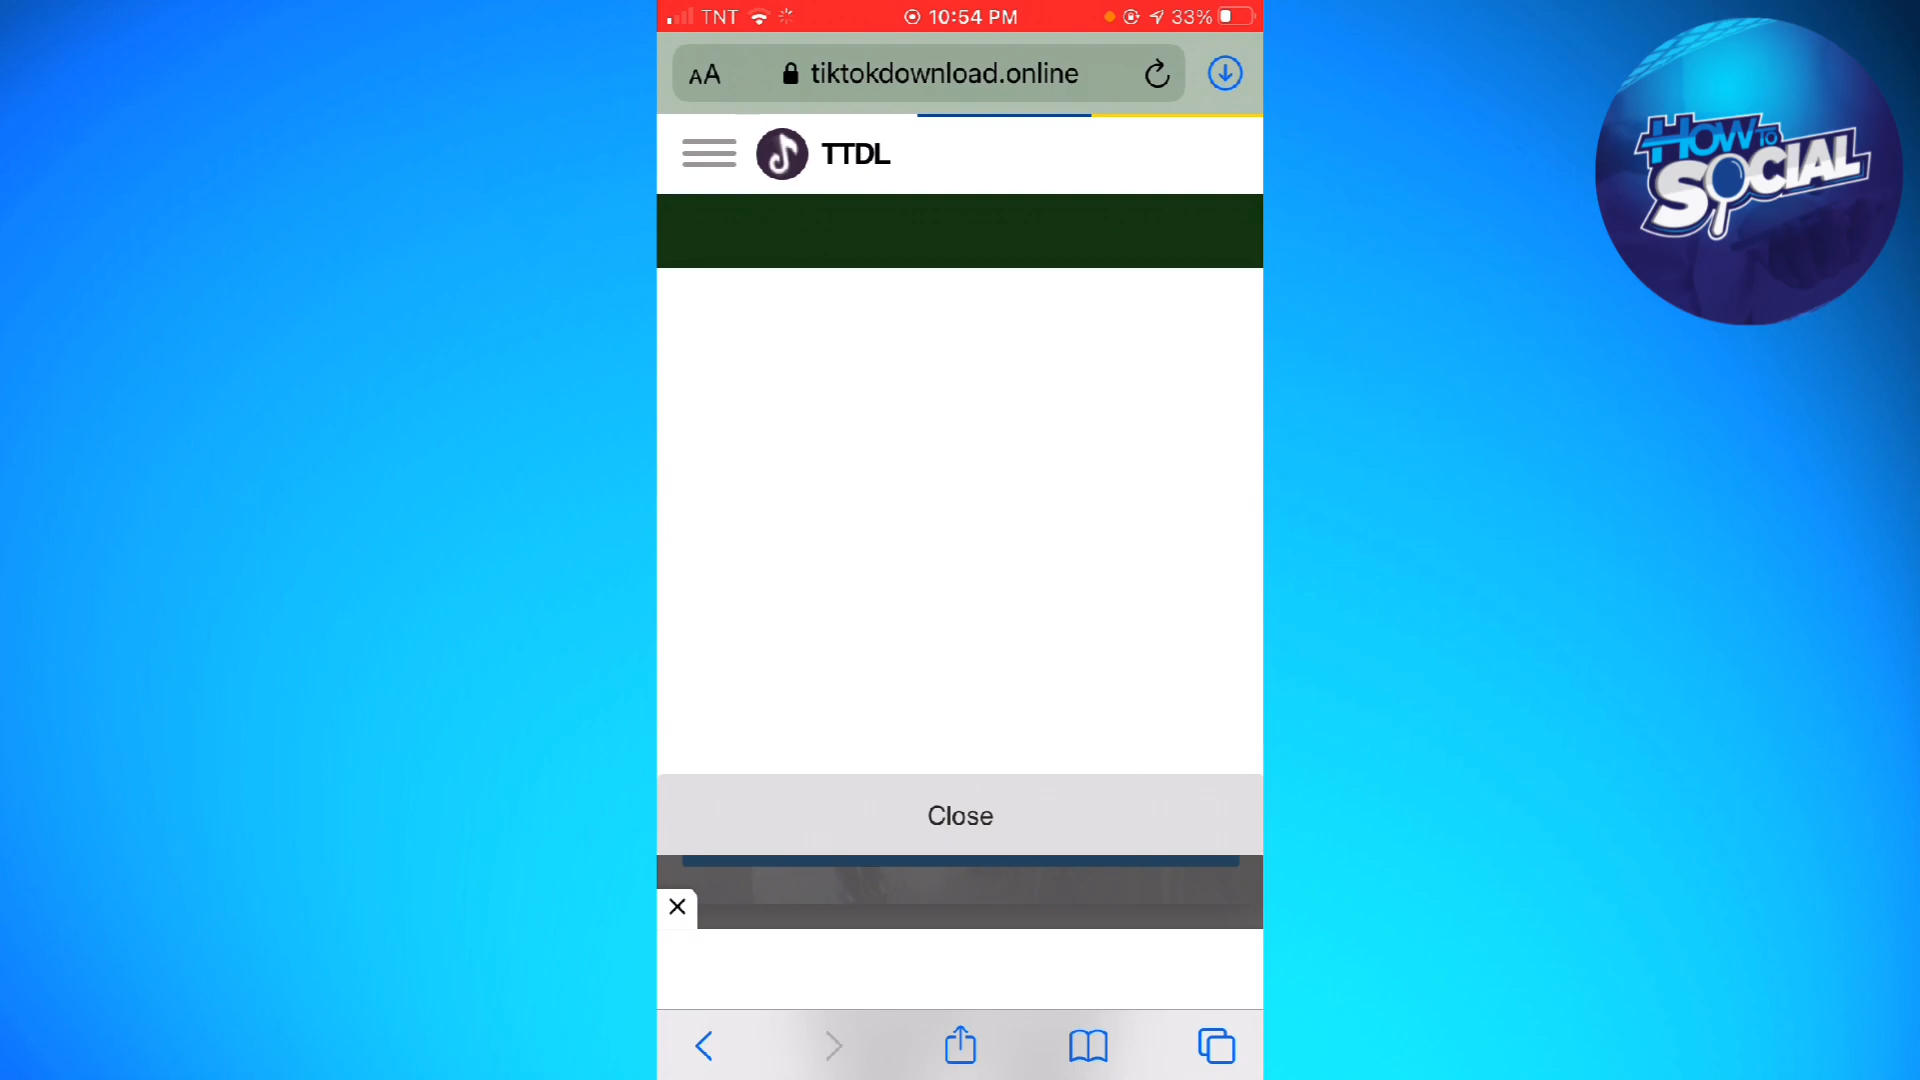 TNT 10:54 PM 33%
AA tiktokdownload.online
TTDL
HOW TO
SOCIAL
Close